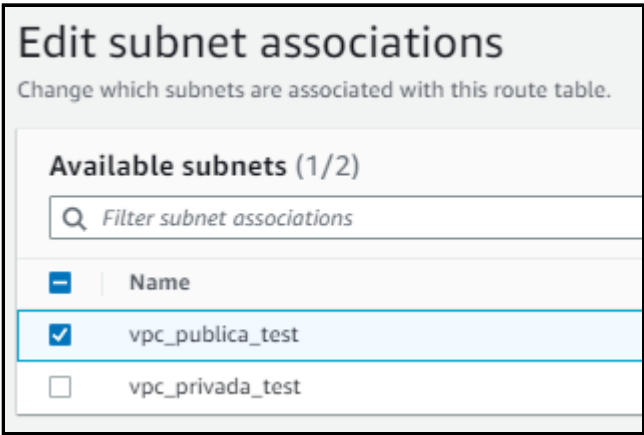 Edit subnet associations
Change which subnets are associated with this route table.
Available subnets (1/2)
Filter subnet associations
Name
vpc_publica_test
vpc_privada_test